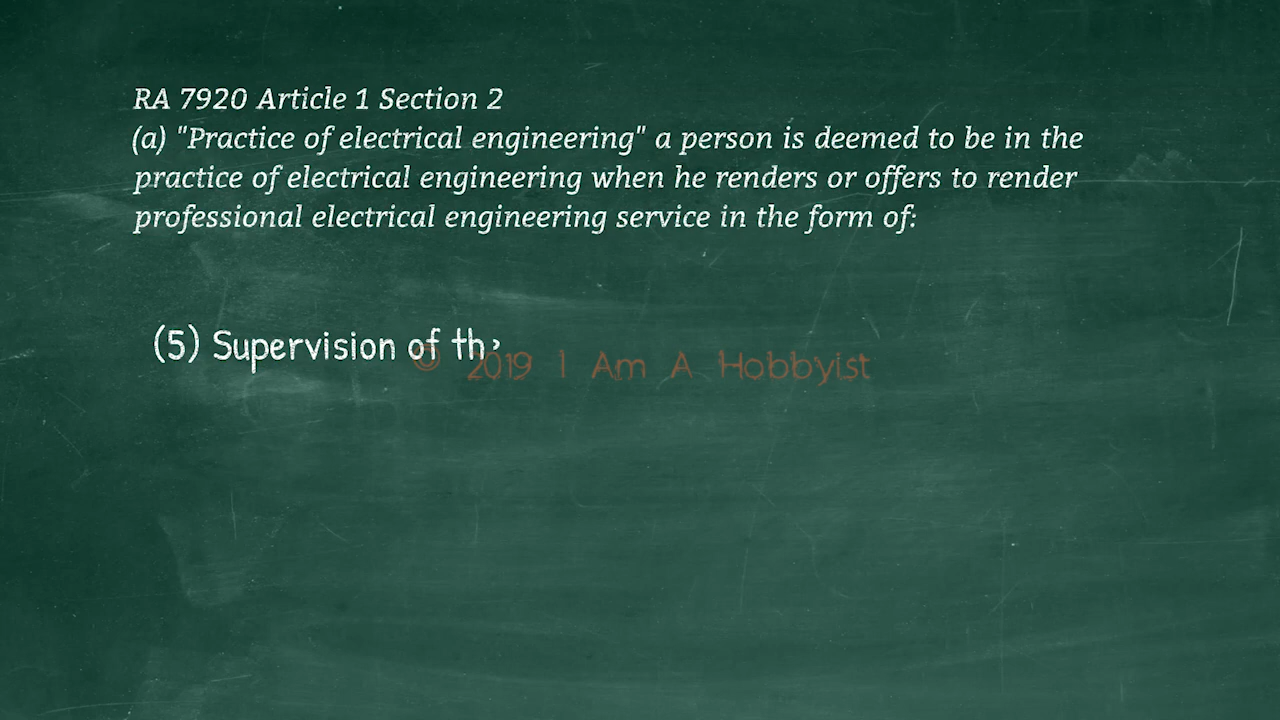 RA 7920 Article 1 Section 2
(a) "Practice of electrical engineering" a person is deemed to be in the
practice of electrical engineering when he renders or offers to render
professional electrical engineering service in the form of:
(5) Supervision of th
© 2019 I Am A Hobbyist